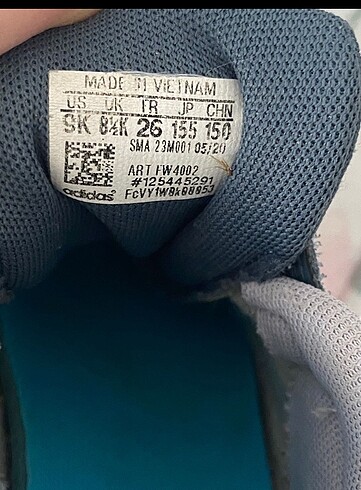 MADE IN VIETNAM
US UK FR JP CHN
9K 8½K 26 155 150
SMA 23M001 05/20
ART FW4002
#125445291
adidas